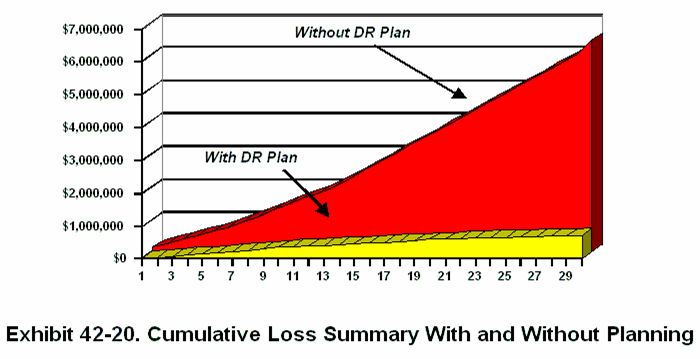 $7,000,000
Without DR Plan
$6,000,000
$5,000,000
$4,000,000
$3,000,000
With DR Plan
$2,000,000
$1,000,000
$0
1 3 5 7 9 11 13 15 17 19 21 23 25 27 29
Exhibit 42-20. Cumulative Loss Summary With and Without Planning